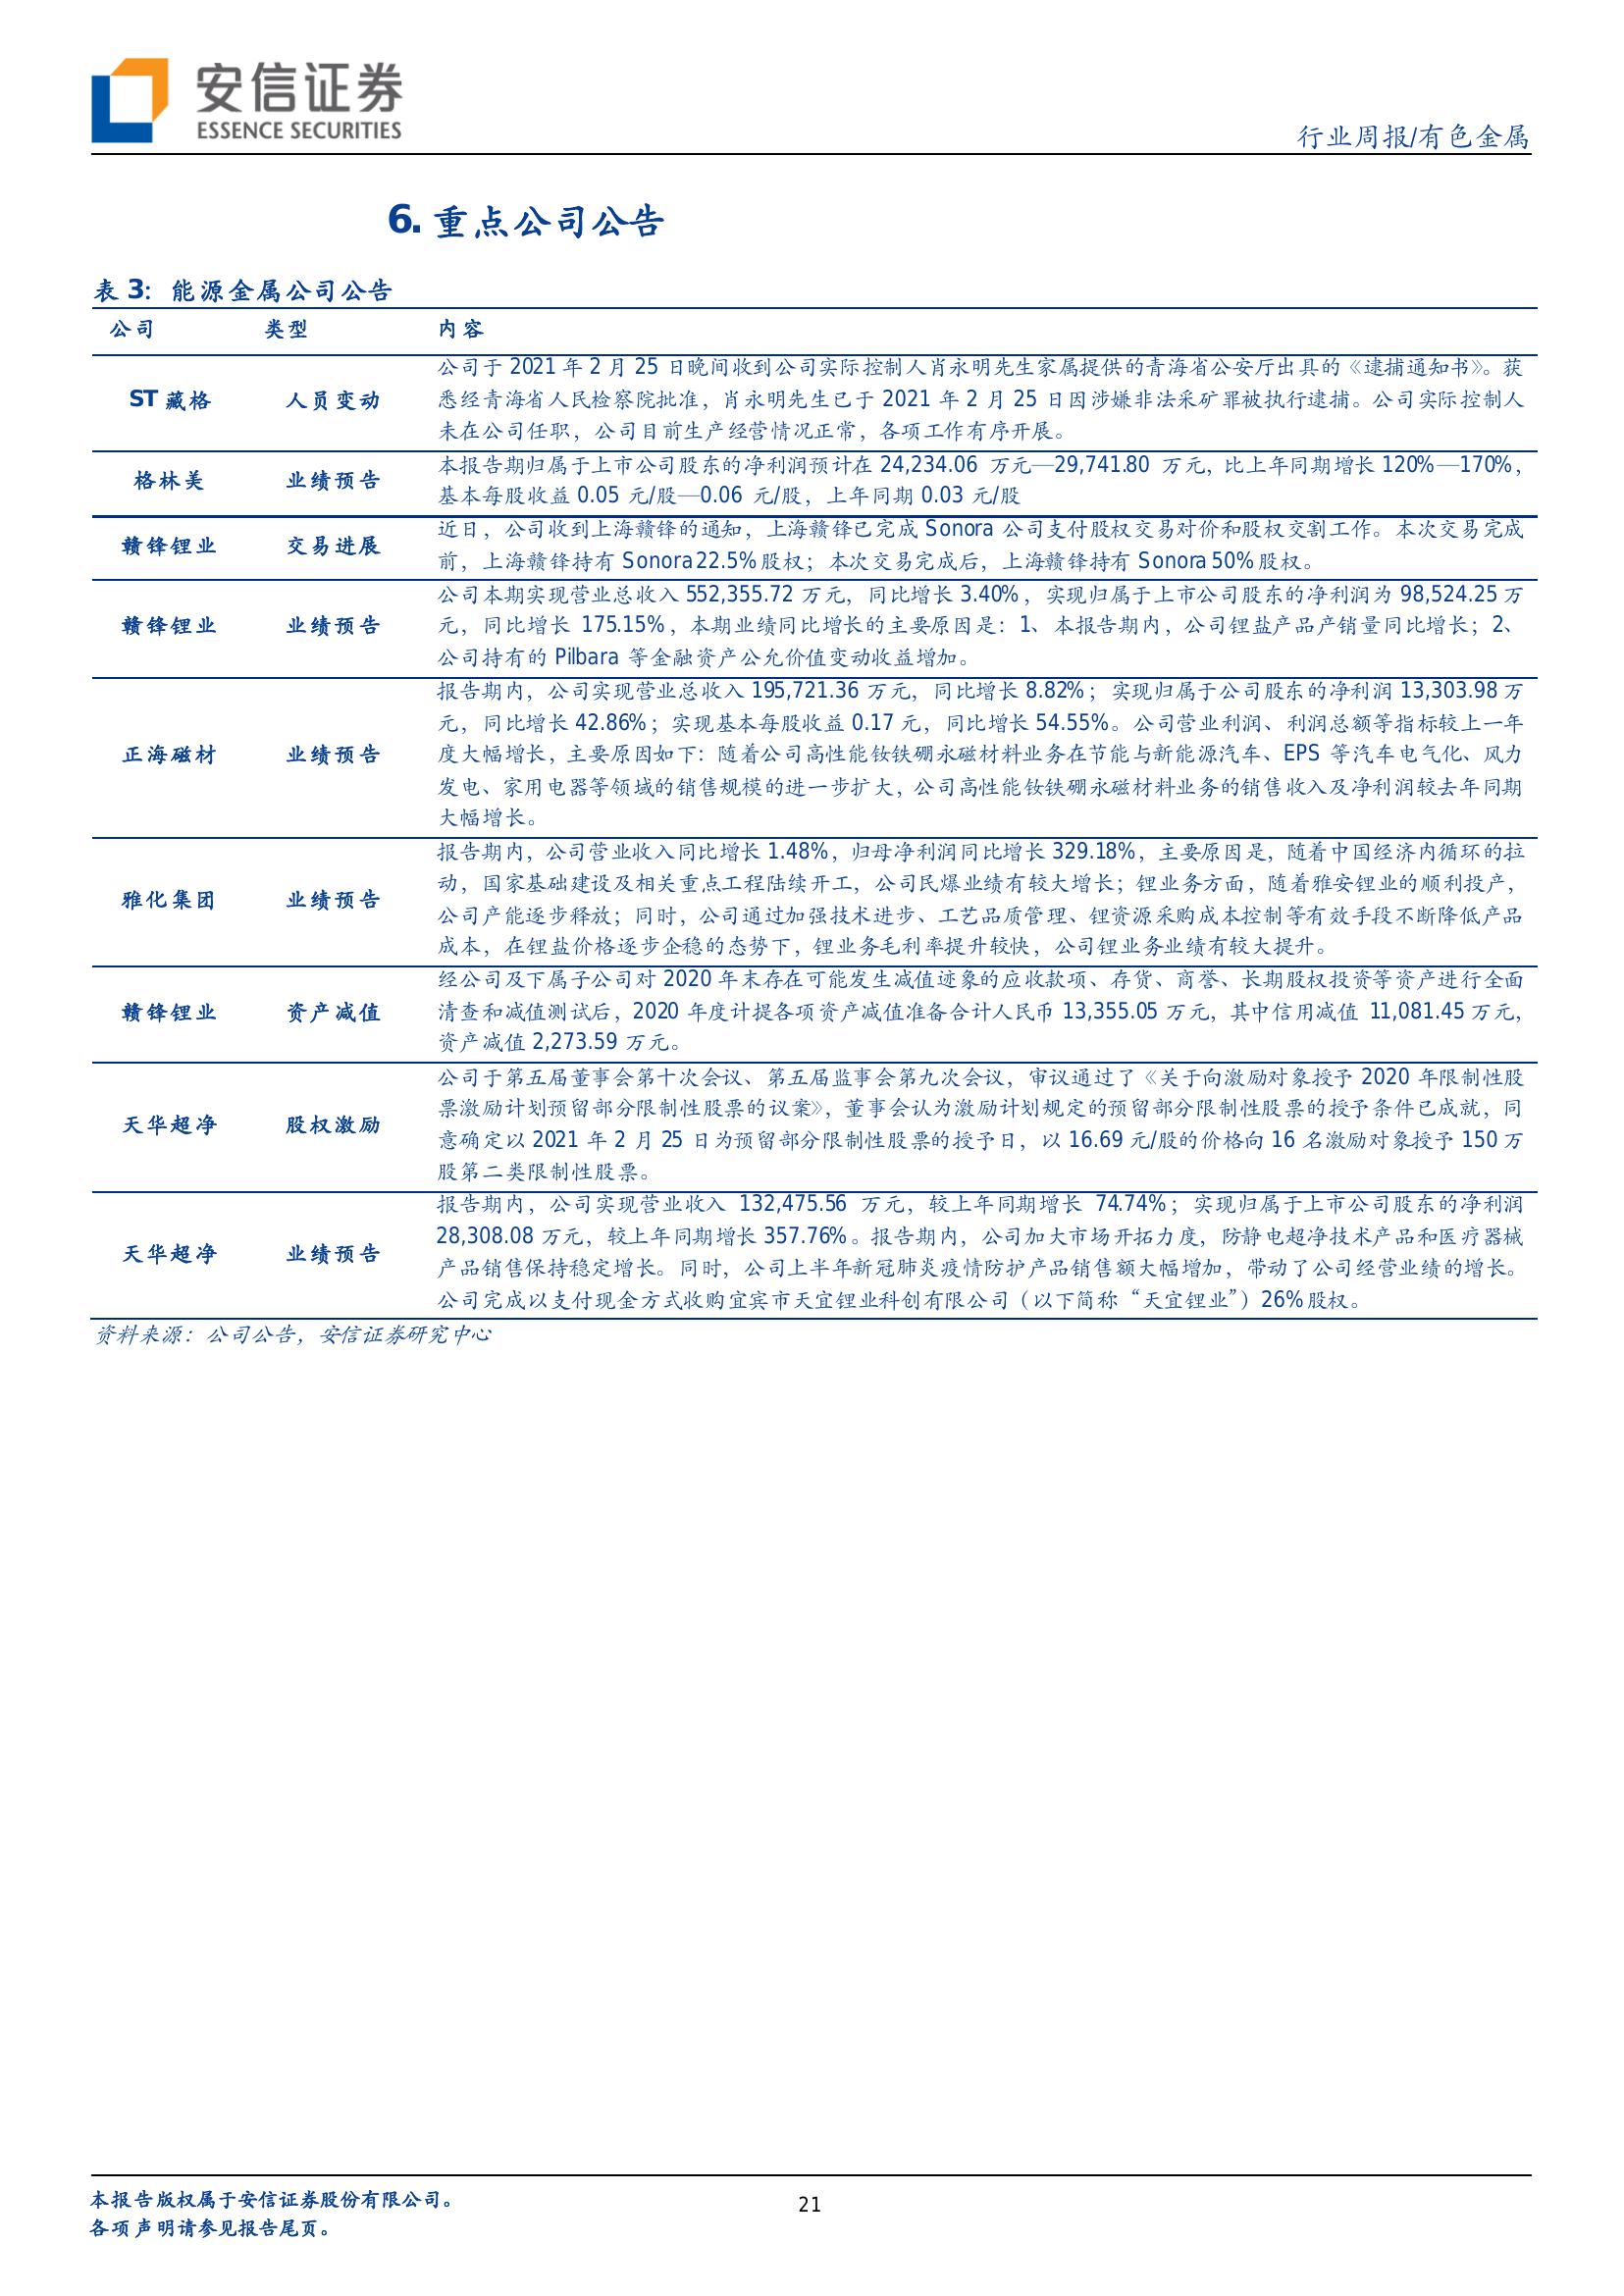 安信证券
ESSENCE SECURITIES
行业周报/有色金属
6. 重点公司公告
表 3：能源金属公司公告
公司 类型 内容
ST 藏格 人员变动
公司于 2021 年 2 月 25 日晚间收到公司实际控制人肖永明先生家属提供的青海省公安厅出具的《逮捕通知书》。获
悉经青海省人民检察院批准，肖永明先生已于 2021 年 2 月 25 日因涉嫌非法采矿罪被执行逮捕。公司实际控制人
未在公司任职，公司目前生产经营情况正常，各项工作有序开展。
格林美 业绩预告
本报告期归属于上市公司股东的净利润预计在 24,234.06 万元—29,741.80 万元，比上年同期增长 120%—170%，
基本每股收益 0.05 元/股—0.06 元/股，上年同期 0.03 元/股
赣锋锂业 交易进展
近日，公司收到上海赣锋的通知，上海赣锋已完成 Sonora 公司支付股权交易对价和股权交割工作。本次交易完成
前，上海赣锋持有 Sonora 22.5%股权；本次交易完成后，上海赣锋持有 Sonora 50%股权。
赣锋锂业 业绩预告
公司本期实现营业总收入 552,355.72 万元，同比增长 3.40%，实现归属于上市公司股东的净利润为 98,524.25 万
元，同比增长 175.15%，本期业绩同比增长的主要原因是：1、本报告期内，公司锂盐产品产销量同比增长；2、
公司持有的 Pilbara 等金融资产公允价值变动收益增加。
正海磁材 业绩预告
报告期内，公司实现营业总收入 195,721.36 万元，同比增长 8.82%；实现归属于公司股东的净利润 13,303.98 万
元，同比增长 42.86%；实现基本每股收益 0.17 元，同比增长 54.55%。公司营业利润、利润总额等指标较上一年
度大幅增长，主要原因如下：随着公司高性能钕铁硼永磁材料业务在节能与新能源汽车、EPS 等汽车电气化、风力
发电、家用电器等领域的销售规模的进一步扩大，公司高性能钕铁硼永磁材料业务的销售收入及净利润较去年同期
大幅增长。
雅化集团 业绩预告
报告期内，公司营业收入同比增长 1.48%，归母净利润同比增长 329.18%，主要原因是，随着中国经济内循环的拉
动，国家基础建设及相关重点工程陆续开工，公司民爆业绩有较大增长；锂业务方面，随着雅安锂业的顺利投产，
公司产能逐步释放；同时，公司通过加强技术进步、工艺品质管理、锂资源采购成本控制等有效手段不断降低产品
成本，在锂盐价格逐步企稳的态势下，锂业务毛利率提升较快，公司锂业务业绩有较大提升。
赣锋锂业 资产减值
经公司及下属子公司对 2020 年末存在可能发生减值迹象的应收款项、存货、商誉、长期股权投资等资产进行全面
清查和减值测试后，2020 年度计提各项资产减值准备合计人民币 13,355.05 万元，其中信用减值 11,081.45 万元，
资产减值 2,273.59 万元。
天华超净 股权激励
公司于第五届董事会第十次会议、第五届监事会第九次会议，审议通过了《关于向激励对象授予 2020 年限制性股
票激励计划预留部分限制性股票的议案》，董事会认为激励计划规定的预留部分限制性股票的授予条件已成就，同
意确定以 2021 年 2 月 25 日为预留部分限制性股票的授予日，以 16.69 元/股的价格向 16 名激励对象授予 150 万
股第二类限制性股票。
天华超净 业绩预告
报告期内，公司实现营业收入 132,475.56 万元，较上年同期增长 74.74%；实现归属于上市公司股东的净利润
28,308.08 万元，较上年同期增长 357.76%。报告期内，公司加大市场开拓力度，防静电超净技术产品和医疗器械
产品销售保持稳定增长。同时，公司上半年新冠肺炎疫情防护产品销售额大幅增加，带动了公司经营业绩的增长。
公司完成以支付现金方式收购宜宾市天宜锂业科创有限公司（以下简称“天宜锂业”）26%股权。
资料来源：公司公告，安信证券研究中心
本报告版权属于安信证券股份有限公司。
各项声明请参见报告尾页。
21